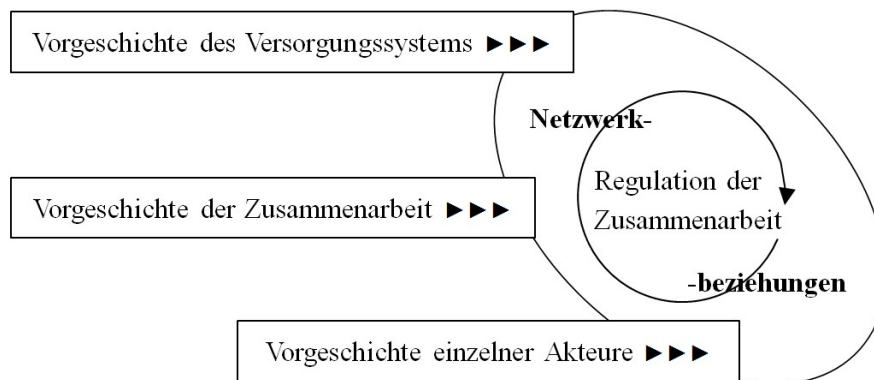 Vorgeschichte des Versorgungssystems ►►►
Netzwerk-
Regulation der
Zusammenarbeit
Vorgeschichte der Zusammenarbeit ►►►
-beziehungen
Vorgeschichte einzelner Akteure ►►►